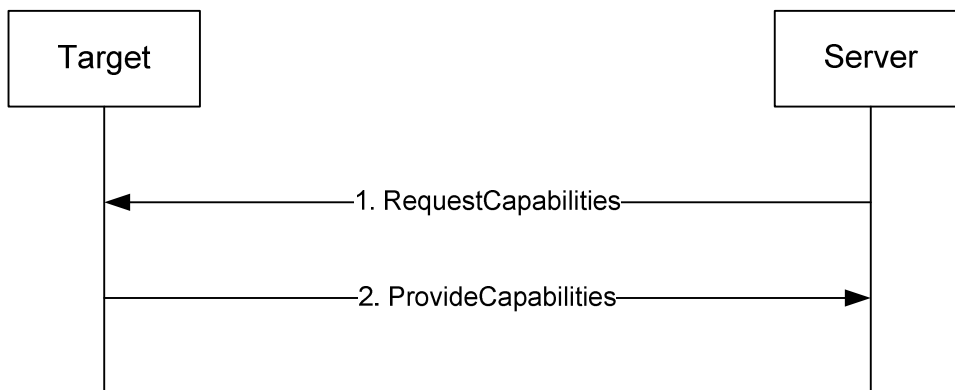 Target
Server
1. RequestCapabilities
2. ProvideCapabilities